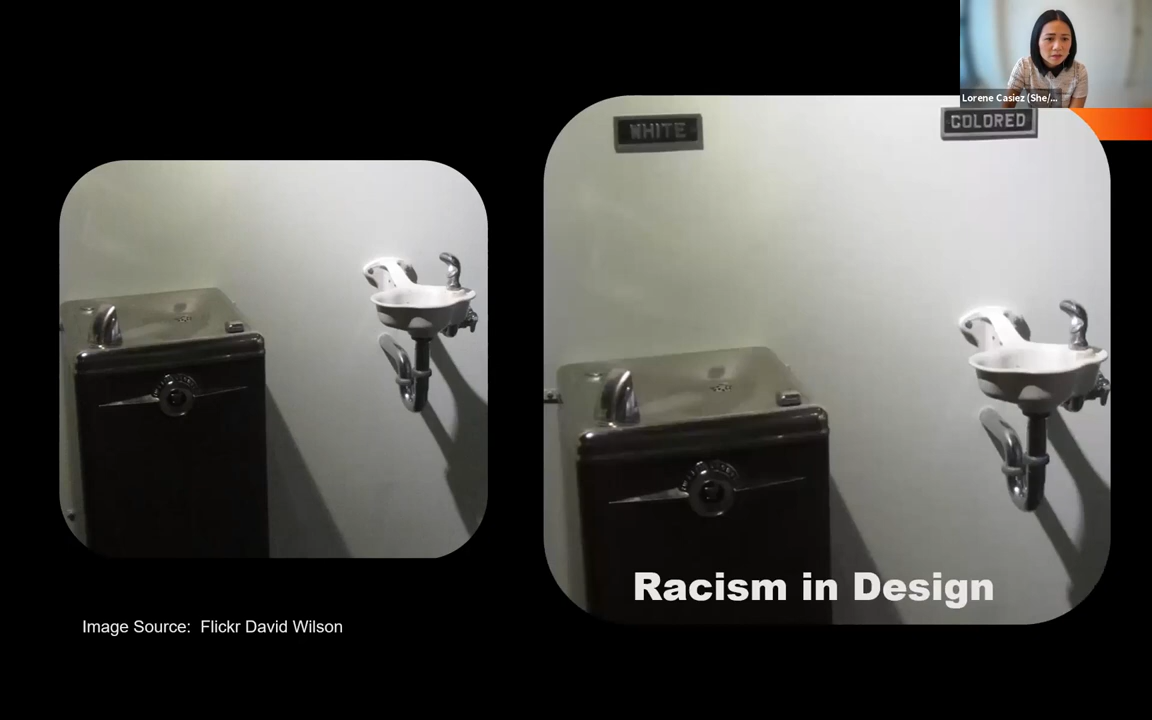 Lorene Casiez (She/...
WHITE
COLORED
Racism in Design
Image Source:  Flickr David Wilson